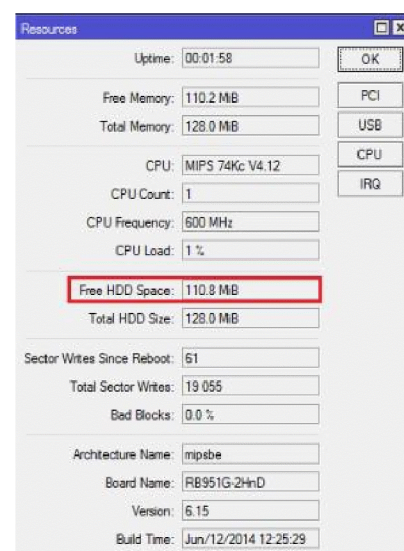 Resources
Uptime: 00:01:58
OK
Free Memory: 110.2 MiB
PCI
Total Memory: 128.0 MiB
USB
CPU: MIPS 74Kc V4.12
CPU
CPU Count: 1
IRQ
CPU Frequency: 600 MHz
CPU Load: 1 %
Free HDD Space: 110.8 MiB
Total HDD Size: 128.0 MiB
Sector Writes Since Reboot: 61
Total Sector Writes: 19 055
Bad Blocks: 0.0 %
Architecture Name: mipsbe
Board Name: RB951G-2HnD
Version: 6.15
Build Time: Jun/12/2014 12:25:29